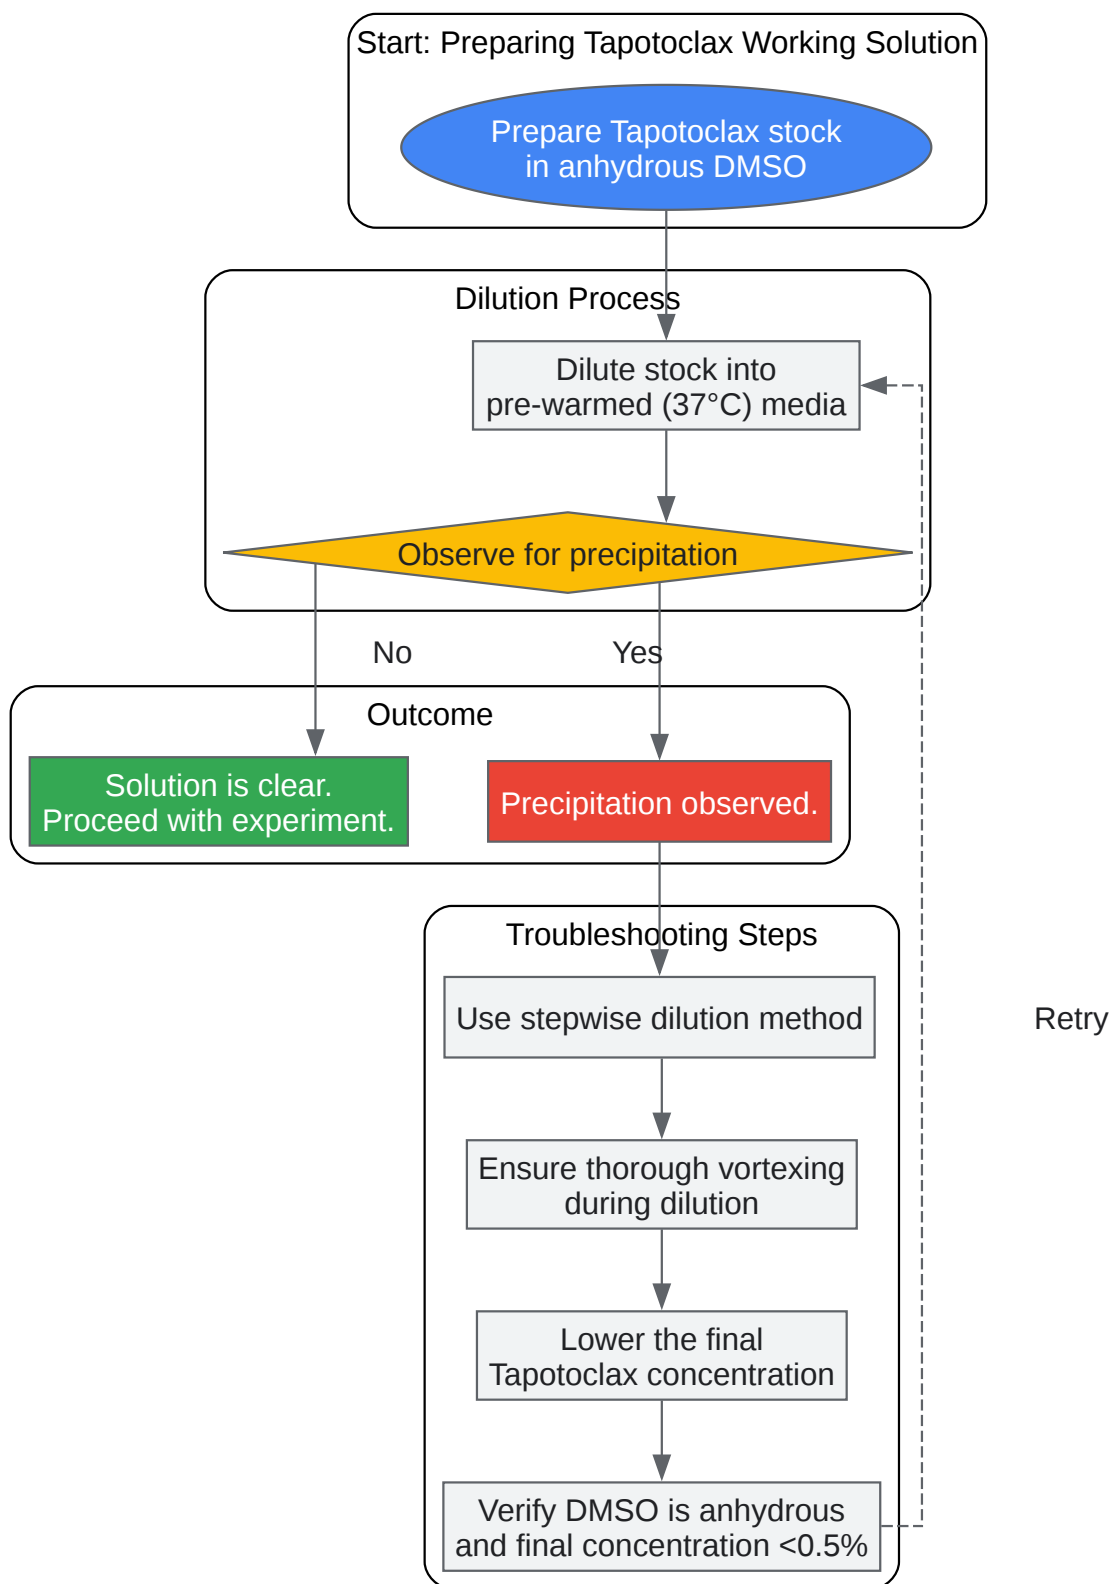 Start: Preparing Tapotoclax Working Solution
Prepare Tapotoclax stock
in anhydrous DMSO
Dilution Process
Dilute stock into
pre-warmed (37°C) media
Observe for precipitation
No
Yes
Outcome
Solution is clear.
Proceed with experiment.
Precipitation observed.
Troubleshooting Steps
Use stepwise dilution method
Retry
Ensure thorough vortexing
during dilution
Lower the final
Tapotoclax concentration
Verify DMSO is anhydrous
and final concentration <0.5%